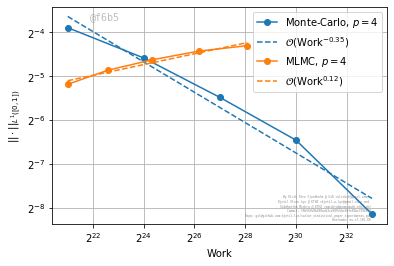 @f6b5
Monte-Carlo, p = 4
𝒪(Work^{-0.35})
MLMC, p = 4
𝒪(Work^{0.12})
2^{-4}
2^{-5}
2^{-6}
2^{-7}
2^{-8}
|| · ||_{L^1([0,1])}
2^{22} 2^{24} 2^{26} 2^{28} 2^{30} 2^{32}
Work